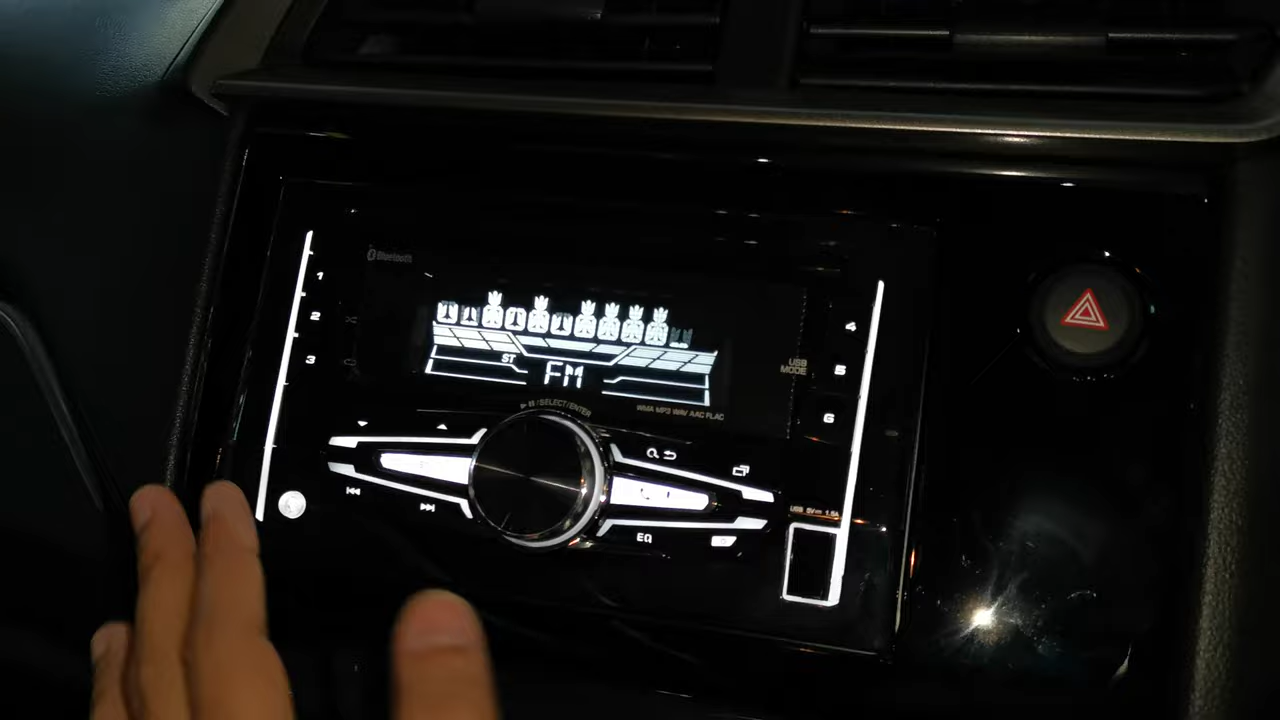 Bluetooth
1
2
3
4
5
6
ST
FM
USB
MODE
SELECT/ENTER
WMA MP3 WAV AAC FLAC
USB 5V⎓ 1.5A
EQ